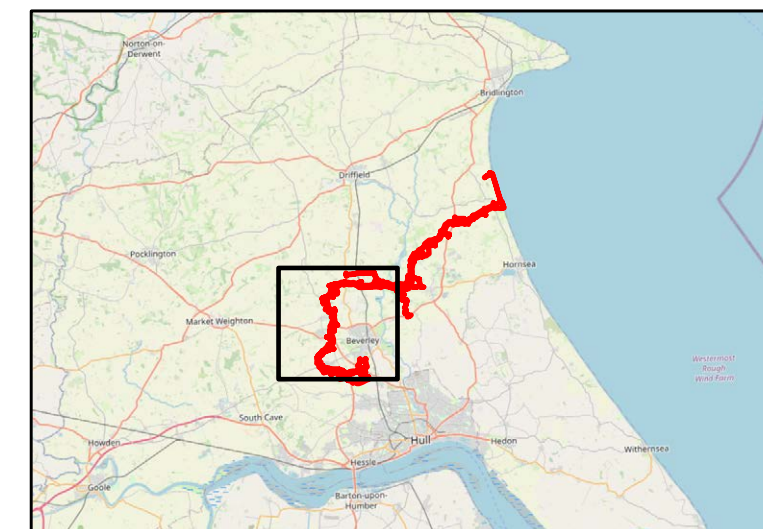 Norton-on-
Derwent
Bridlington
Driffield
Pocklington
Hornsea
Market Weighton
Beverley
Westermost
Rough
Wind Farm
South Cave
Howden
Hull
Hedon
Withernsea
Hessle
Goole
Barton-upon-
Humber